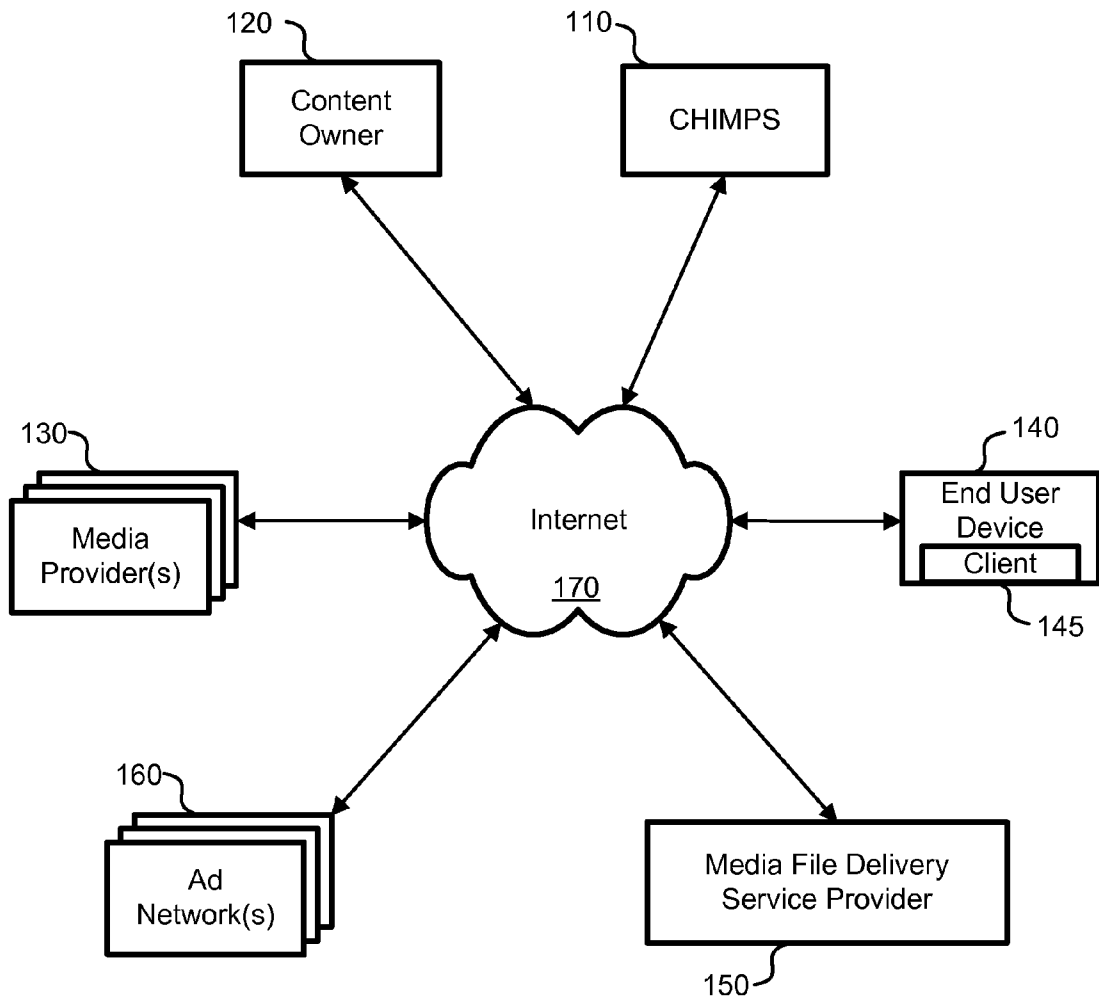 120
Content
Owner
110
CHIMPS
130
Media
Provider(s)
Internet
170
140
End User
Device
Client
145
160
Ad
Network(s)
Media File Delivery
Service Provider
150